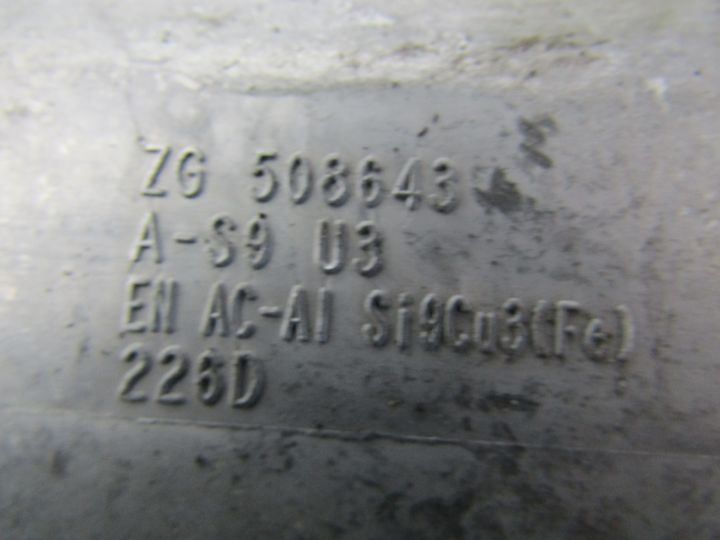 ZG 508643
A-S9 U3
EN AC-Al Si9Cu3(Fe)
226D